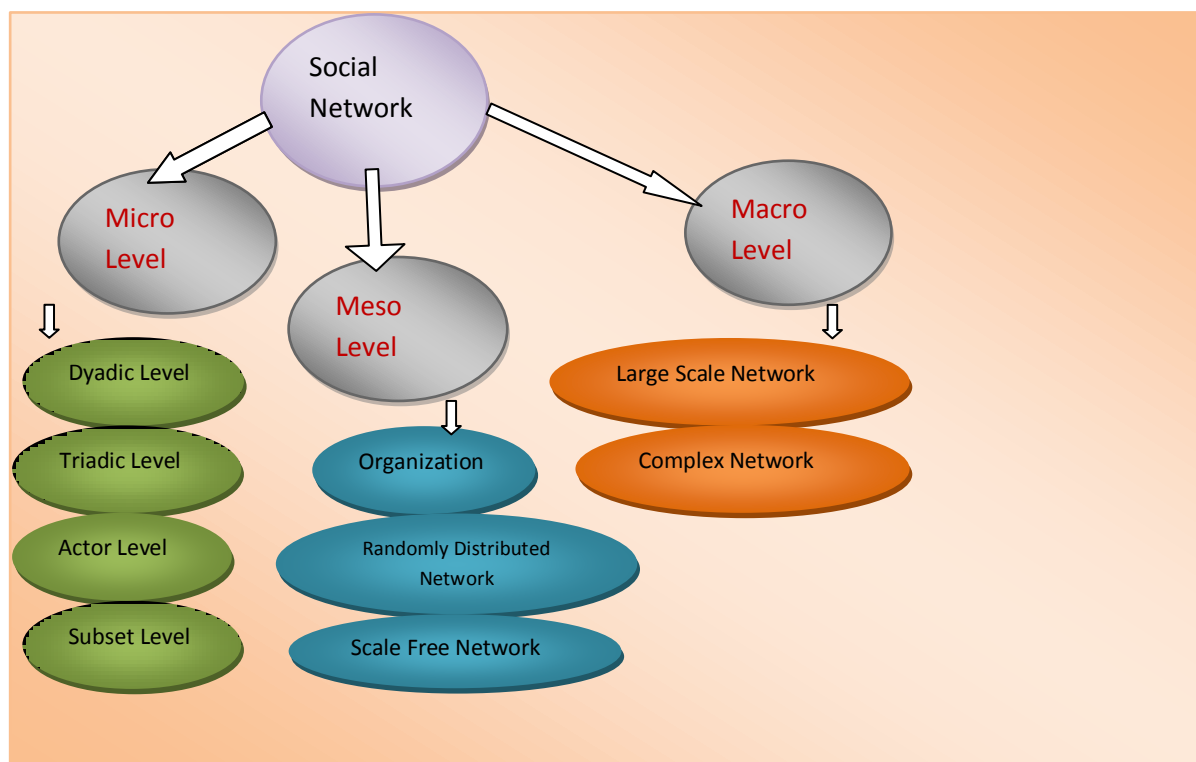 Social
Network
Micro
Level
Meso
Level
Macro
Level
Dyadic Level
Triadic Level
Actor Level
Subset Level
Organization
Randomly Distributed
Network
Scale Free Network
Large Scale Network
Complex Network